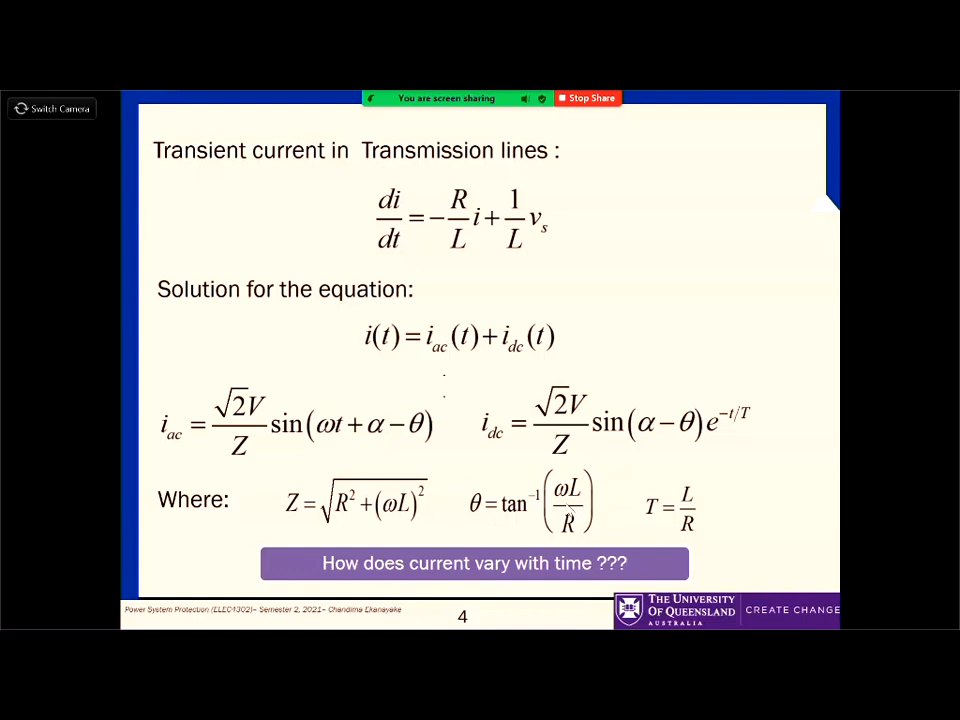 Switch Camera
You are screen sharing
Stop Share
Transient current in Transmission lines :
di/dt = −(R/L) i + (1/L) v_s
Solution for the equation:
i(t) = i_ac(t) + i_dc(t)
i_ac = (√2V/Z) sin(ωt + α − θ)
i_dc = (√2V/Z) sin(α − θ) e^(−t/T)
Where:
Z = √(R² + (ωL)²)
θ = tan⁻¹(ωL/R)
T = L/R
How does current vary with time ???
Power System Protection (ELEC4302)– Semester 2, 2021– Chandima Ekanayake
4
THE UNIVERSITY
OF QUEENSLAND
AUSTRALIA
CREATE CHANGE